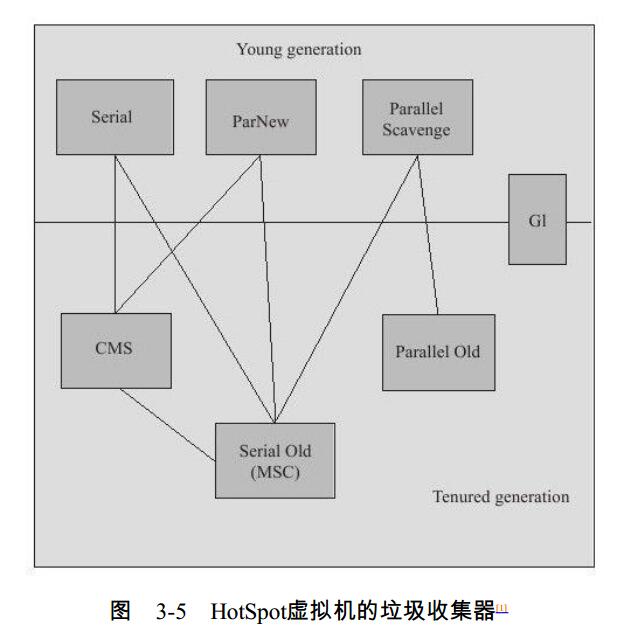 Young generation
Serial
ParNew
Parallel
Scavenge
G1
CMS
Parallel Old
Serial Old
(MSC)
Tenured generation
图 3-5 HotSpot虚拟机的垃圾收集器[1]